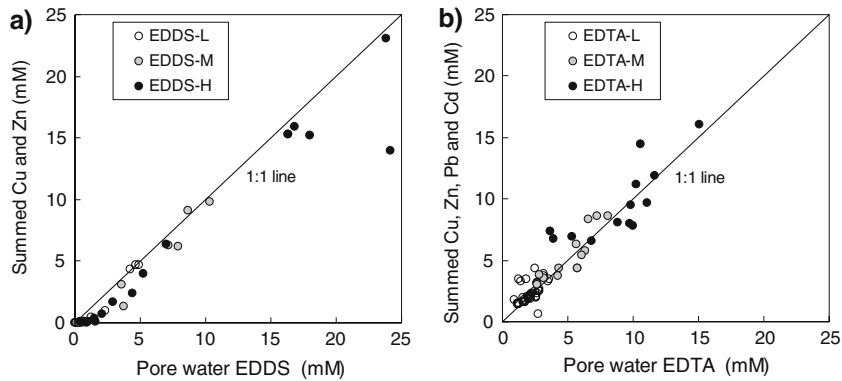 a)
EDDS-L
EDDS-M
EDDS-H
25
20
15
10
5
0
Summed Cu and Zn (mM)
1:1 line
0 5 10 15 20 25
Pore water EDDS (mM)
b)
EDTA-L
EDTA-M
EDTA-H
25
20
15
10
5
0
Summed Cu, Zn, Pb and Cd (mM)
1:1 line
0 5 10 15 20 25
Pore water EDTA (mM)